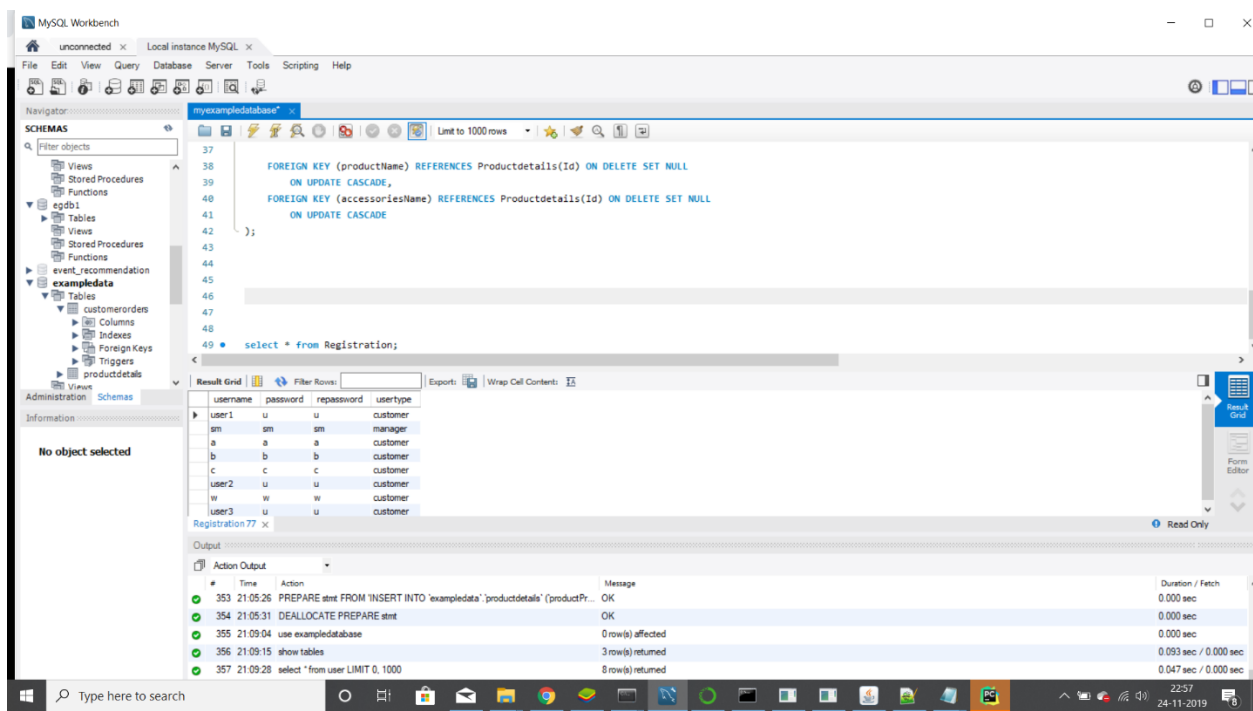 MySQL Workbench
unconnected × Local instance MySQL ×
File Edit View Query Database Server Tools Scripting Help
Navigator
SCHEMAS
Filter objects
Views
Stored Procedures
Functions
egdb1
Tables
Views
Stored Procedures
Functions
event_recommendation
exampledata
Tables
customerorders
Columns
Indexes
Foreign Keys
Triggers
productdetails
Views
Administration Schemas
Information
No object selected
myexampledatabase* ×
Limit to 1000 rows
37
38 FOREIGN KEY (productName) REFERENCES Productdetails(Id) ON DELETE SET NULL
39 ON UPDATE CASCADE,
40 FOREIGN KEY (accessoriesName) REFERENCES Productdetails(Id) ON DELETE SET NULL
41 ON UPDATE CASCADE
42 );
43
44
45
46
47
48
49 select * from Registration;
Result Grid Filter Rows: Export: Wrap Cell Content:
username password repassword usertype
user1 u u customer
sm sm sm manager
a a a customer
b b b customer
c c c customer
user2 u u customer
w w w customer
user3 u u customer
Result Grid
Form Editor
Registration 77 × Read Only
Output
Action Output
# Time Action Message Duration / Fetch
353 21:05:26 PREPARE stmt FROM 'INSERT INTO `exampledata`.`productdetails` (`productPr... OK 0.000 sec
354 21:05:31 DEALLOCATE PREPARE stmt OK 0.000 sec
355 21:09:04 use exampledatabase 0 row(s) affected 0.000 sec
356 21:09:15 show tables 3 row(s) returned 0.093 sec / 0.000 sec
357 21:09:28 select * from user LIMIT 0, 1000 8 row(s) returned 0.047 sec / 0.000 sec
Type here to search
22:57
24-11-2019
8